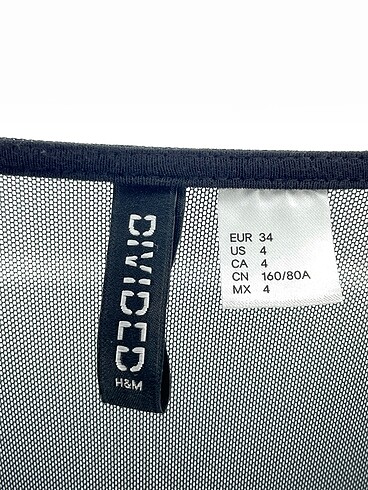 DIVIDED
H&M
EUR 34
US 4
CA 4
CN 160/80A
MX 4